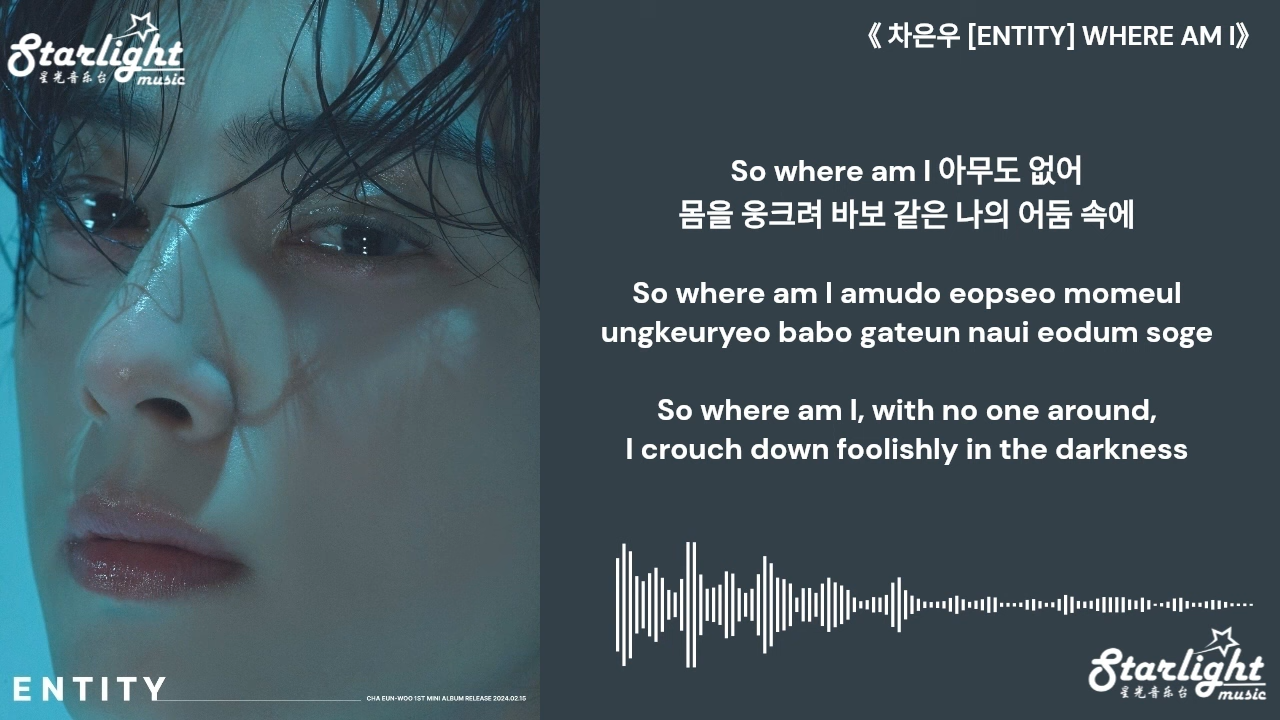 Starlight
星光音乐台 music
《 차은우 [ENTITY] WHERE AM I》
So where am I 아무도 없어
몸을 웅크려 바보 같은 나의 어둠 속에
So where am I amudo eopseo momeul
ungkeuryeo babo gateun naui eodum soge
So where am I, with no one around,
I crouch down foolishly in the darkness
ENTITY
CHA EUN-WOO 1ST MINI ALBUM RELEASE 2024.02.15
Starlight
星光音乐台 music